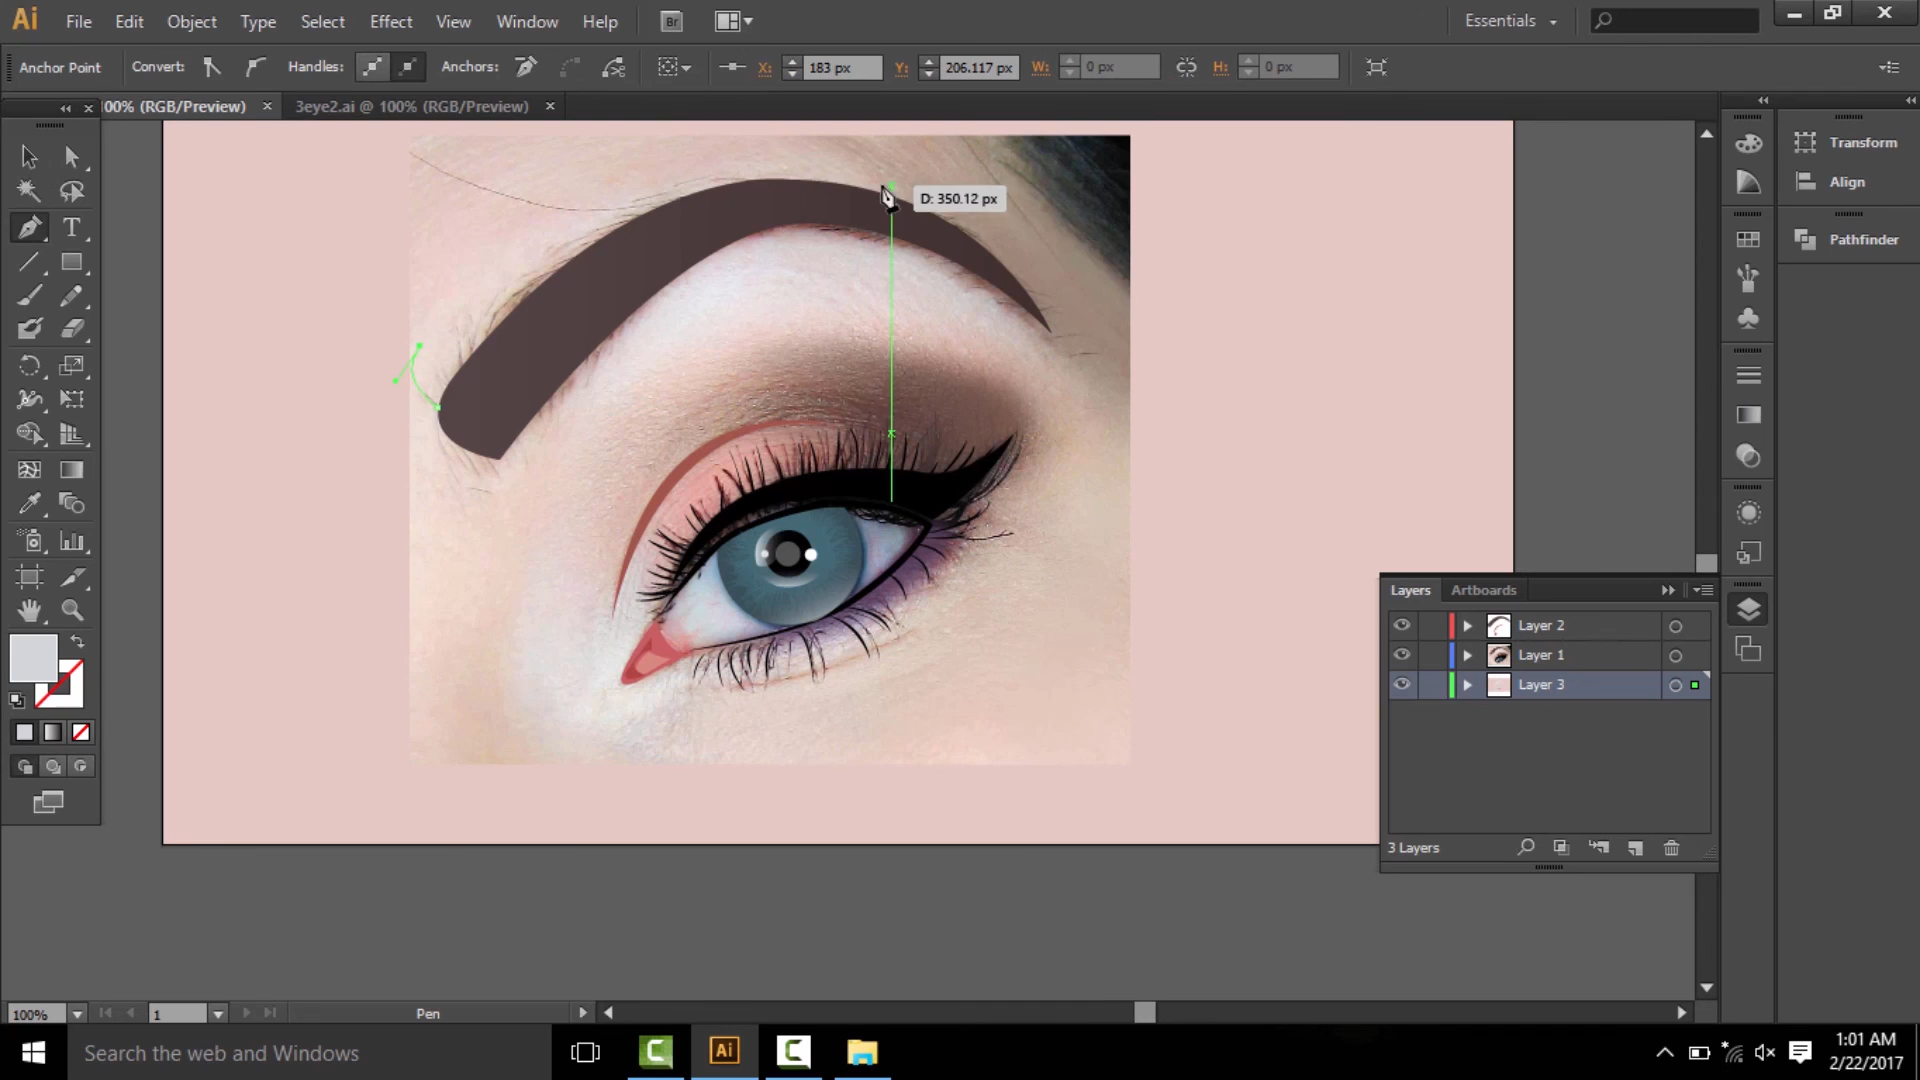 Ai File Edit Object Type Select Effect View Window Help Br Essentials
Anchor Point Convert: Handles: Anchors: X: 183 px Y: 206.117 px W: 0 px H: 0 px
00% (RGB/Preview) × 3eye2.ai @ 100% (RGB/Preview) ×
Transform
Align
D: 350.12 px
Pathfinder
T
Layers Artboards
Layer 2
Layer 1
Layer 3
3 Layers
100% 1 Pen
Search the web and Windows
Ai
1:01 AM
2/22/2017